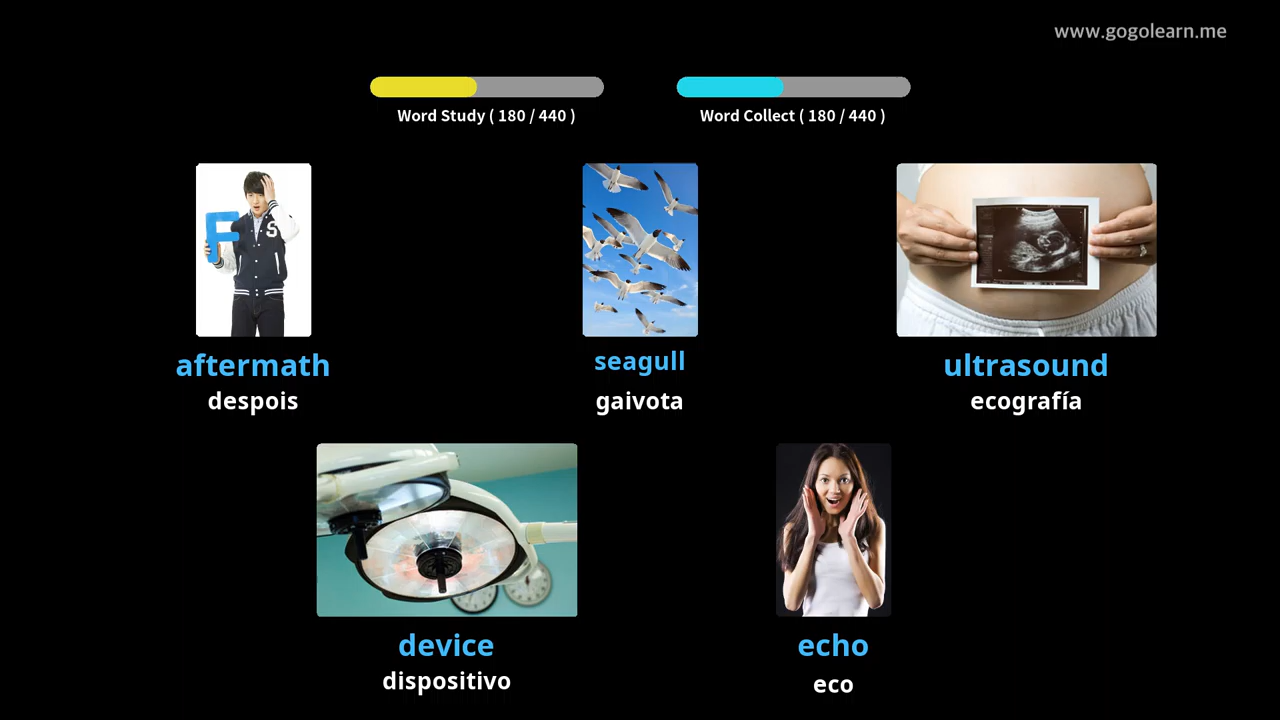 www.gogolearn.me
Word Study ( 180 / 440 )
Word Collect ( 180 / 440 )
F
S
aftermath
despois
seagull
gaivota
ultrasound
ecografía
device
dispositivo
echo
eco